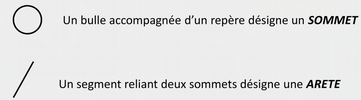 Un bulle accompagnée d'un repère désigne un SOMMET
Un segment reliant deux sommets désigne une ARETE